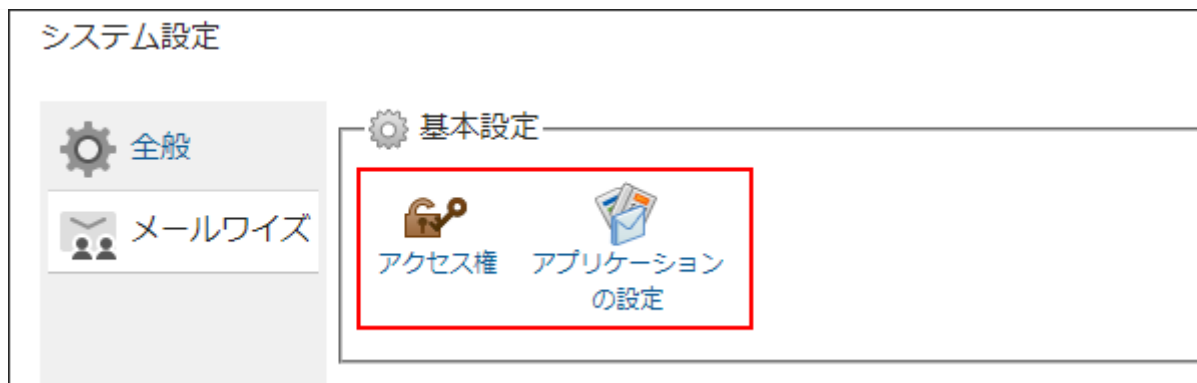 システム設定
全般
メールワイズ
基本設定
アクセス権
アプリケーション
の設定